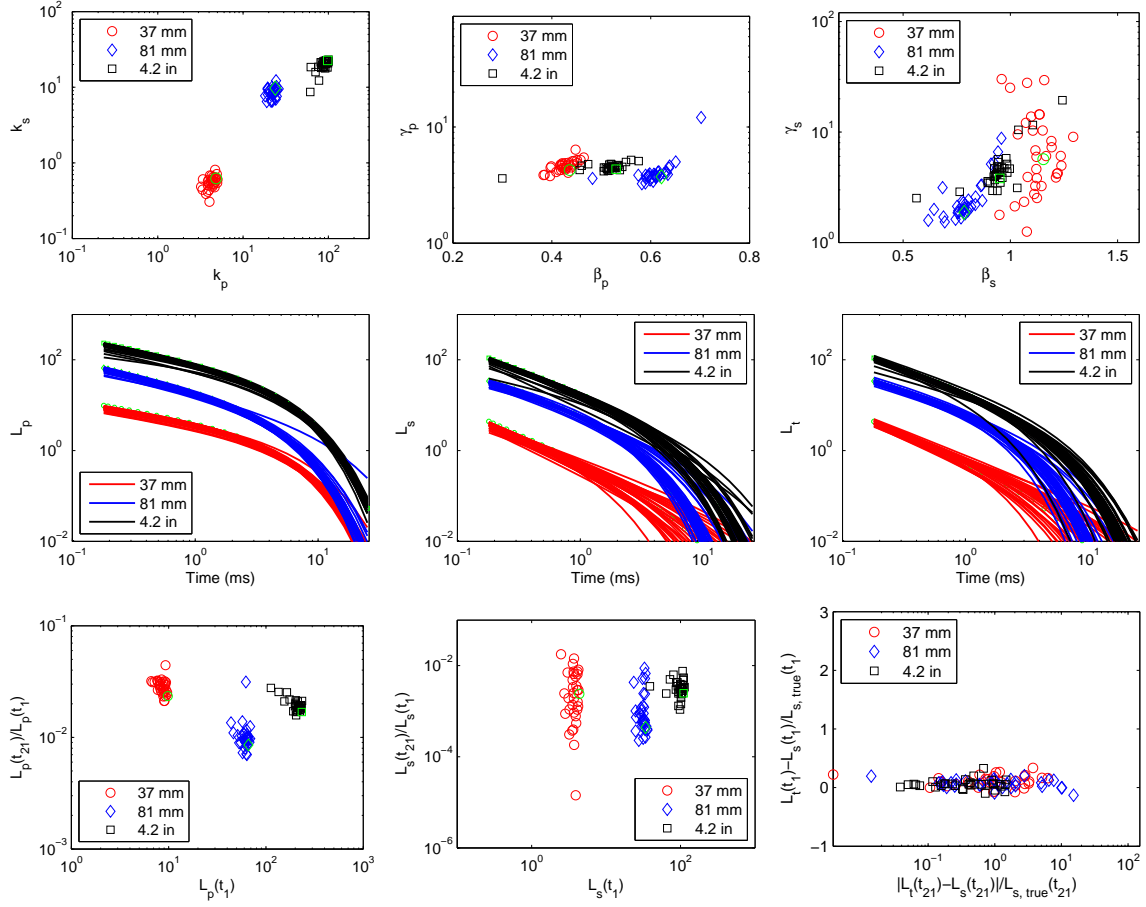 10^2
10^1
10^0
10^-1
k_s
10^-1
10^0
10^1
10^2
k_p
37 mm
81 mm
4.2 in
10^1
10^0
γ_p
0.2
0.4
0.6
0.8
β_p
37 mm
81 mm
4.2 in
10^2
10^1
10^0
γ_s
0.5
1
1.5
β_s
37 mm
81 mm
4.2 in
10^2
10^0
10^-2
L_p
10^-1
10^0
10^1
Time (ms)
37 mm
81 mm
4.2 in
10^2
10^0
10^-2
L_s
10^-1
10^0
10^1
Time (ms)
37 mm
81 mm
4.2 in
10^2
10^0
10^-2
L_t
10^-1
10^0
10^1
Time (ms)
37 mm
81 mm
4.2 in
10^-1
10^-2
10^-3
L_p(t_21)/L_p(t_1)
10^0
10^1
10^2
10^3
L_p(t_1)
37 mm
81 mm
4.2 in
10^-2
10^-4
10^-6
L_s(t_21)/L_s(t_1)
10^0
10^2
L_s(t_1)
37 mm
81 mm
4.2 in
3
2
1
0
−1
L_t(t_1)−L_s(t_1)/L_s, true(t_1)
10^-1
10^0
10^1
10^2
|L_t(t_21)−L_s(t_21)|/L_s, true(t_21)
37 mm
81 mm
4.2 in